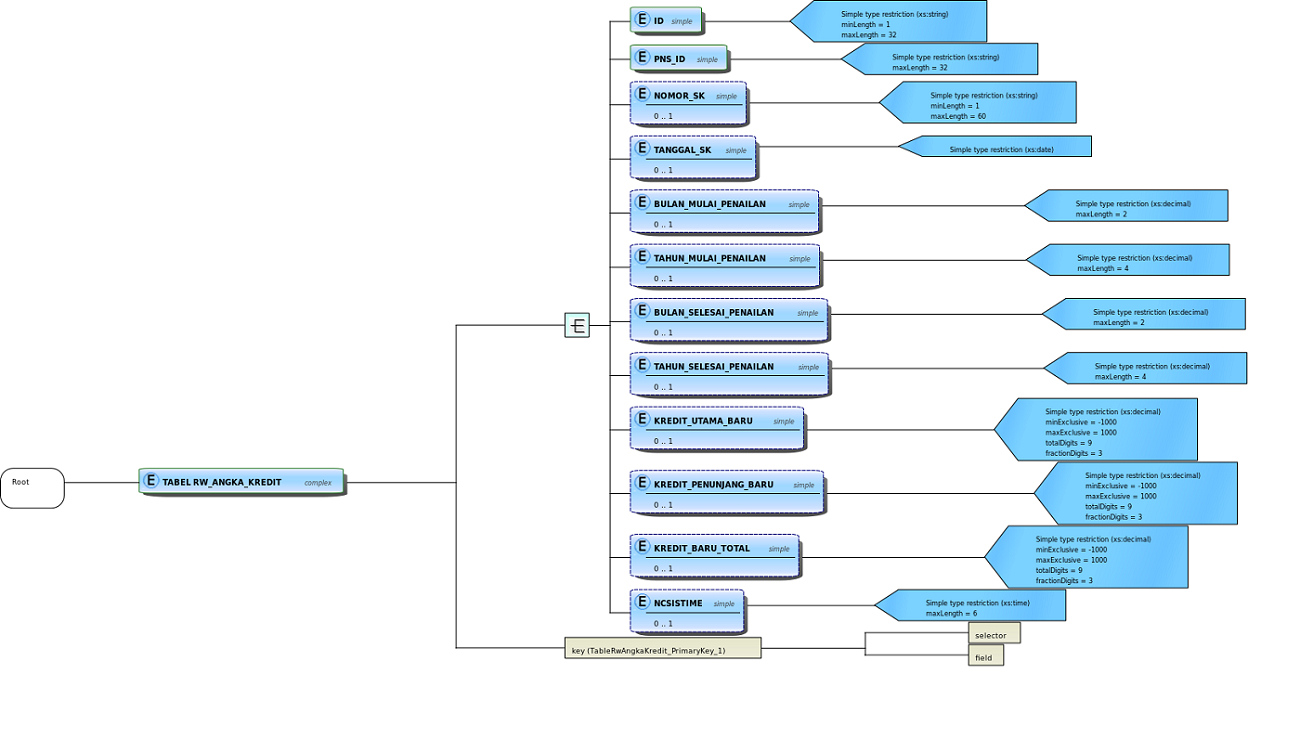 E ID simple
Simple type restriction (xs:string)
minLength = 1
maxLength = 32
E PNS_ID simple
Simple type restriction (xs:string)
maxLength = 32
E NOMOR_SK simple
0 .. 1
Simple type restriction (xs:string)
minLength = 1
maxLength = 60
E TANGGAL_SK simple
0 .. 1
Simple type restriction (xs:date)
E BULAN_MULAI_PENAILAN simple
0 .. 1
Simple type restriction (xs:decimal)
maxLength = 2
E TAHUN_MULAI_PENAILAN simple
0 .. 1
Simple type restriction (xs:decimal)
maxLength = 4
E BULAN_SELESAI_PENAILAN simple
0 .. 1
Simple type restriction (xs:decimal)
maxLength = 2
E TAHUN_SELESAI_PENAILAN simple
0 .. 1
Simple type restriction (xs:decimal)
maxLength = 4
E KREDIT_UTAMA_BARU simple
0 .. 1
Simple type restriction (xs:decimal)
minExclusive = -1000
maxExclusive = 1000
totalDigits = 9
fractionDigits = 3
Root
E TABEL RW_ANGKA_KREDIT complex
E KREDIT_PENUNJANG_BARU simple
0 .. 1
Simple type restriction (xs:decimal)
minExclusive = -1000
maxExclusive = 1000
totalDigits = 9
fractionDigits = 3
E KREDIT_BARU_TOTAL simple
0 .. 1
Simple type restriction (xs:decimal)
minExclusive = -1000
maxExclusive = 1000
totalDigits = 9
fractionDigits = 3
E NCSISTIME simple
0 .. 1
Simple type restriction (xs:time)
maxLength = 6
key (TableRwAngkaKredit_PrimaryKey_1)
selector
field